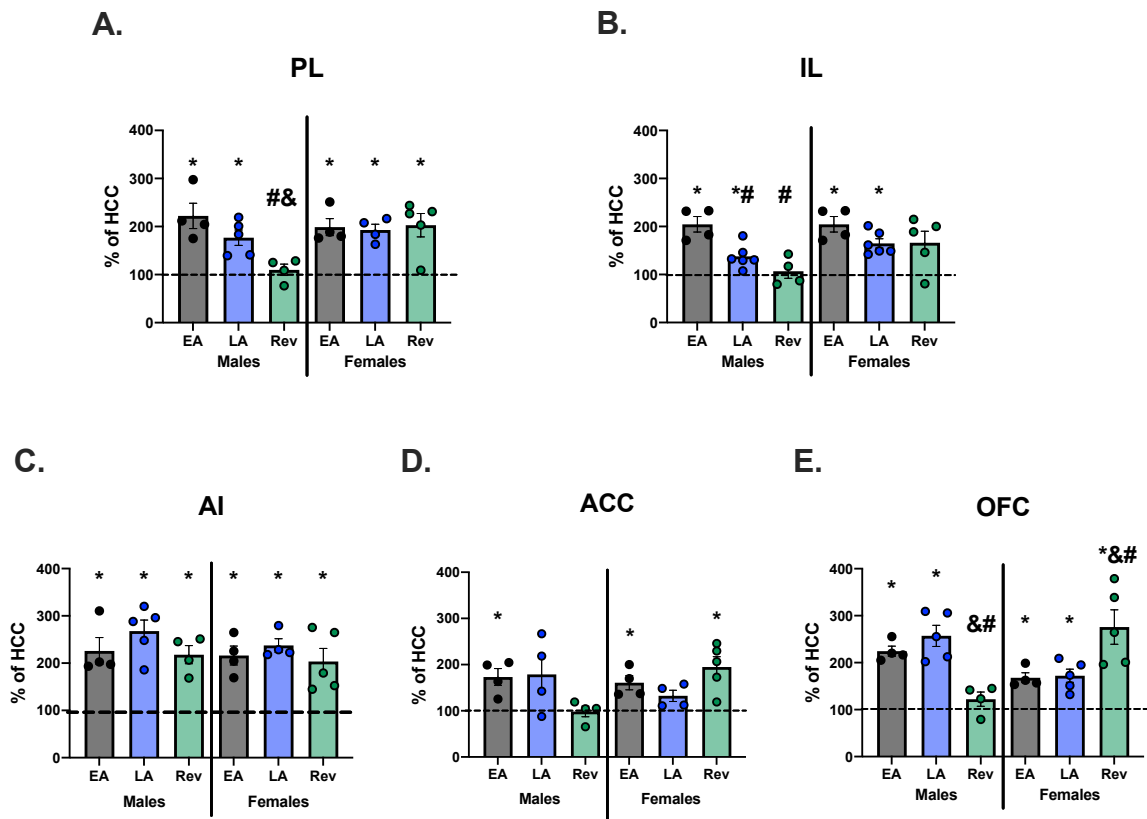 A.
PL
% of HCC
400
300
200
100
0
* * #& * * *
EA LA Rev EA LA Rev
Males Females
B.
IL
% of HCC
400
300
200
100
0
* *# # * *
EA LA Rev EA LA Rev
Males Females
C.
AI
% of HCC
400
300
200
100
0
* * * * * *
EA LA Rev EA LA Rev
Males Females
D.
ACC
% of HCC
400
300
200
100
0
* * *
EA LA Rev EA LA Rev
Males Females
E.
OFC
% of HCC
400
300
200
100
0
* * &# * * *&#
EA LA Rev EA LA Rev
Males Females